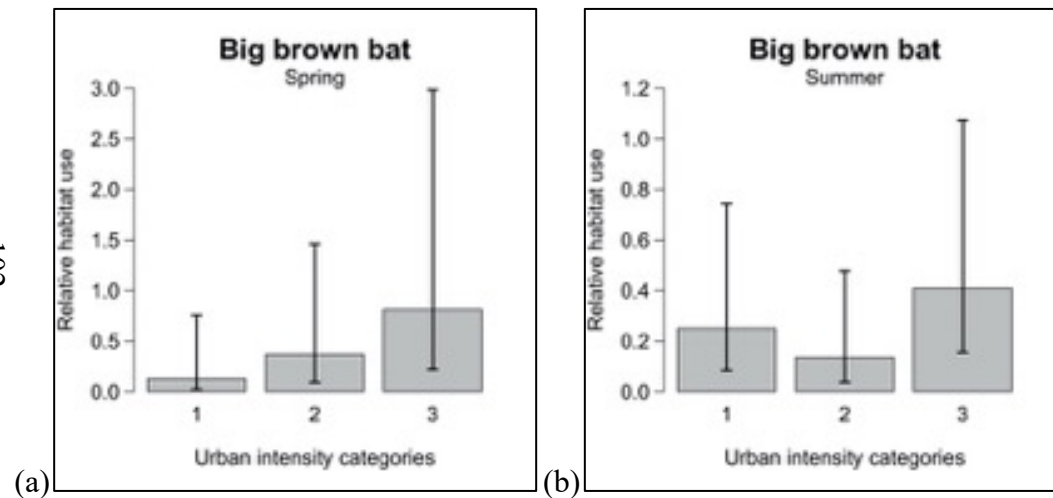 Big brown bat
Spring
3.0
2.5
2.0
1.5
1.0
0.5
0.0
Relative habitat use
1
2
3
Urban intensity categories
(a)
Big brown bat
Summer
1.2
1.0
0.8
0.6
0.4
0.2
0.0
Relative habitat use
1
2
3
Urban intensity categories
(b)